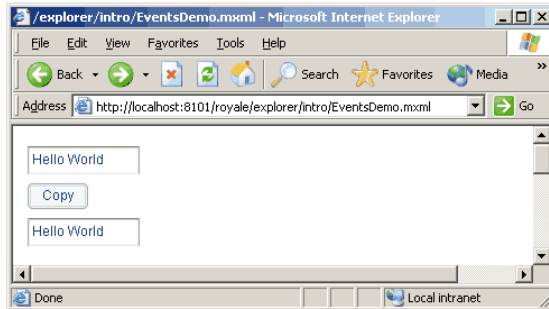 /explorer/intro/EventsDemo.mxml - Microsoft Internet Explorer
File Edit View Favorites Tools Help
Back Search Favorites Media »
Address http://localhost:8101/royale/explorer/intro/EventsDemo.mxml Go
Hello World
Copy
Hello World
Done Local intranet